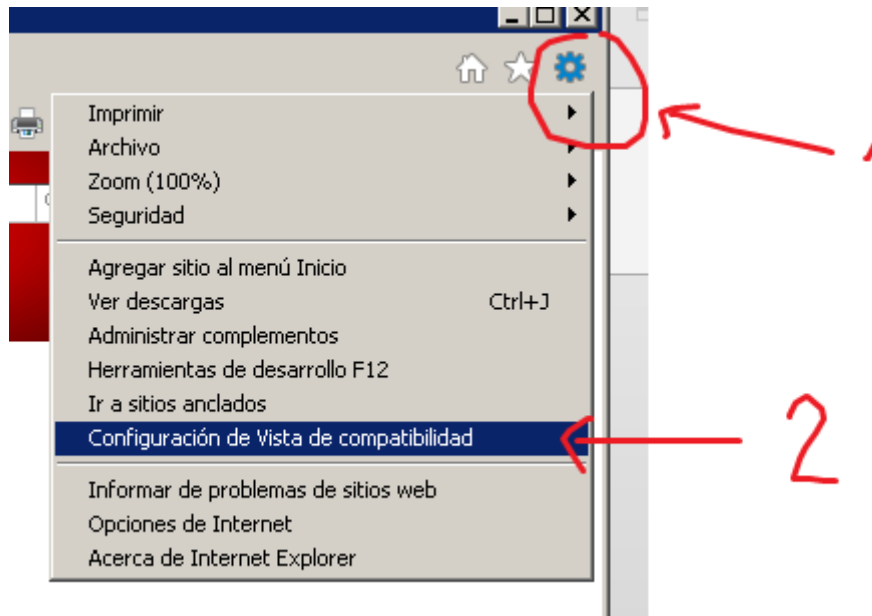 Imprimir
Archivo
Zoom (100%)
Seguridad
Agregar sitio al menú Inicio
Ver descargas Ctrl+J
Administrar complementos
Herramientas de desarrollo F12
Ir a sitios anclados
Configuración de Vista de compatibilidad
2
Informar de problemas de sitios web
Opciones de Internet
Acerca de Internet Explorer